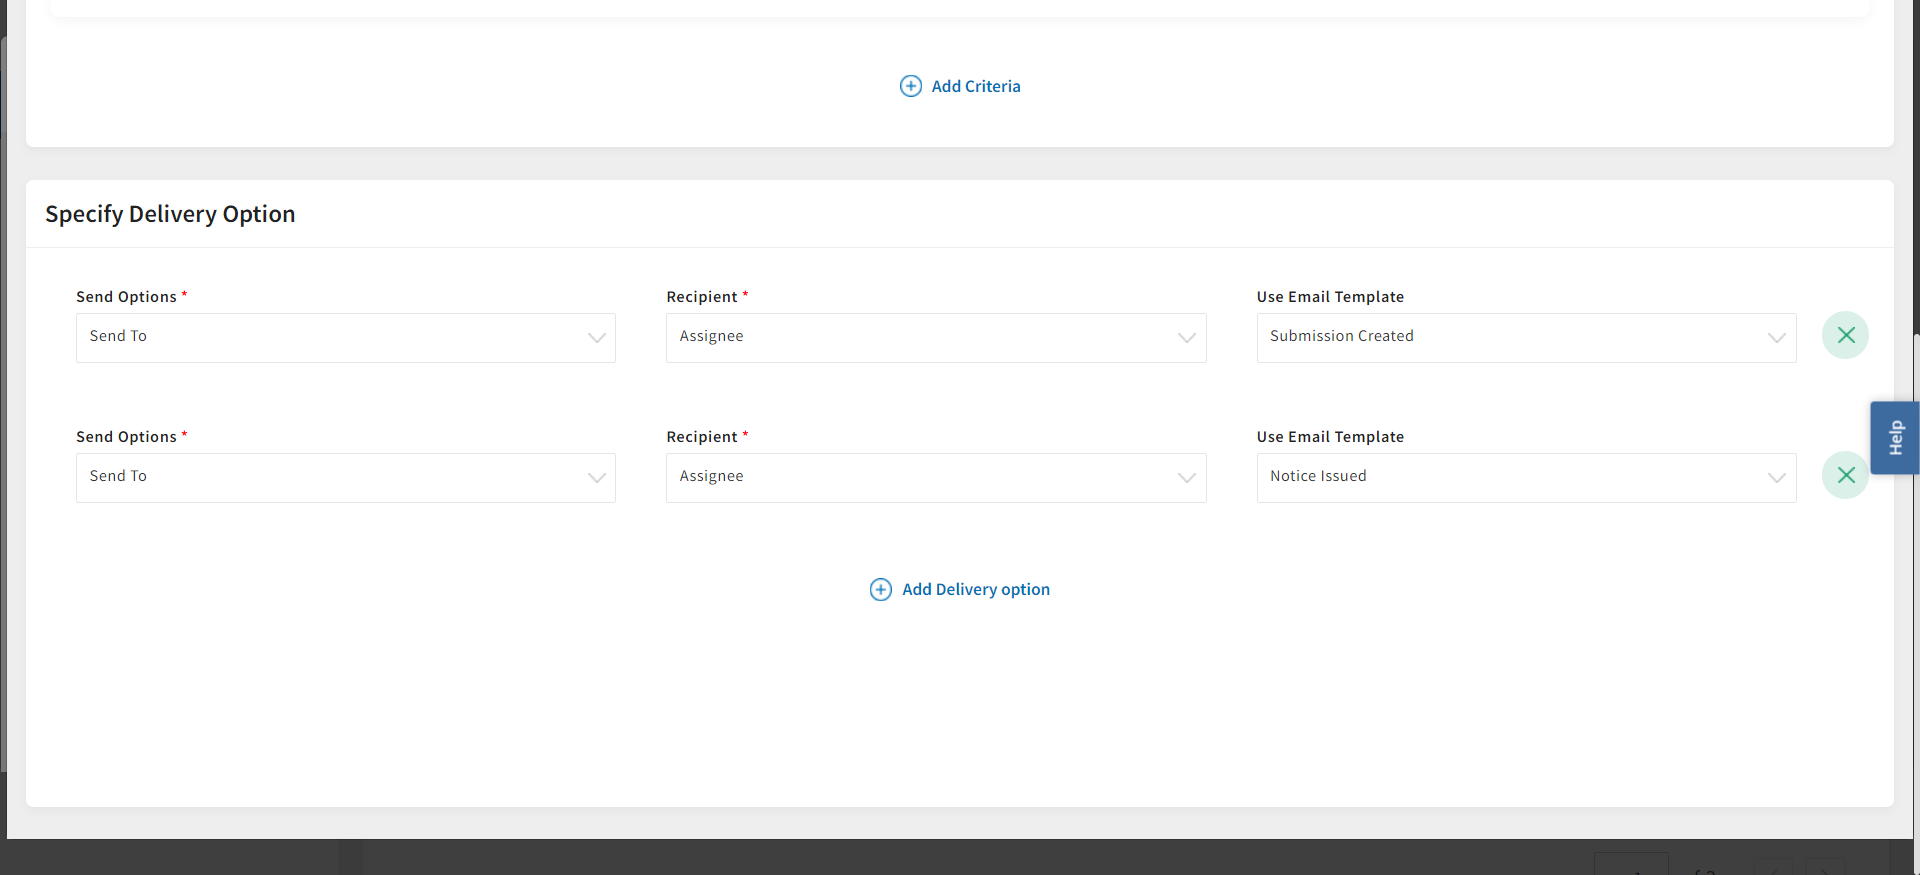 Add Criteria
Specify Delivery Option
Send Options *
Recipient *
Use Email Template
Send To
Assignee
Submission Created
Send Options *
Recipient *
Use Email Template
Send To
Assignee
Notice Issued
Help
Add Delivery option